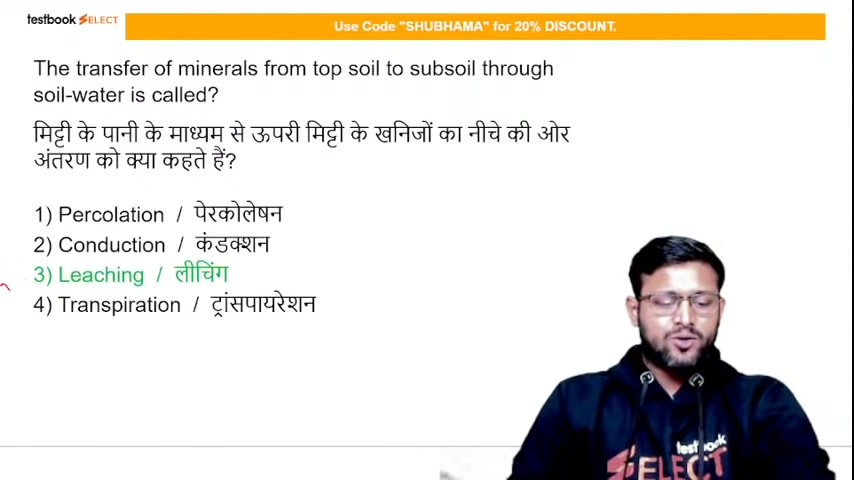 testbook SELECT
Use Code "SHUBHAMA" for 20% DISCOUNT.
The transfer of minerals from top soil to subsoil through
soil-water is called?
मिट्टी के पानी के माध्यम से ऊपरी मिट्टी के खनिजों का नीचे की ओर
अंतरण को क्या कहते हैं?
1) Percolation / पेरकोलेषन
2) Conduction / कंडक्शन
3) Leaching / लीचिंग
4) Transpiration / ट्रांसपायरेशन
testbook
SELECT